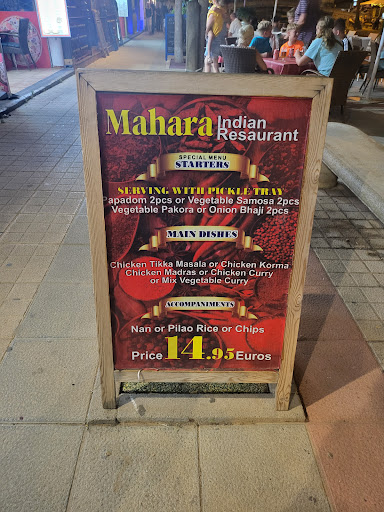 Mahara Indian Resaurant
SPECIAL MENU
STARTERS
SERVING WITH PICKLE TRAY
Papadom 2pcs or Vegetable Samosa 2pcs
Vegetable Pakora or Onion Bhaji 2pcs
MAIN DISHES
Chicken Tikka Masala or Chicken Korma
Chicken Madras or Chicken Curry
or Mix Vegetable Curry
ACCOMPANIMENTS
Nan or Pilao Rice or Chips
Price 14.95 Euros